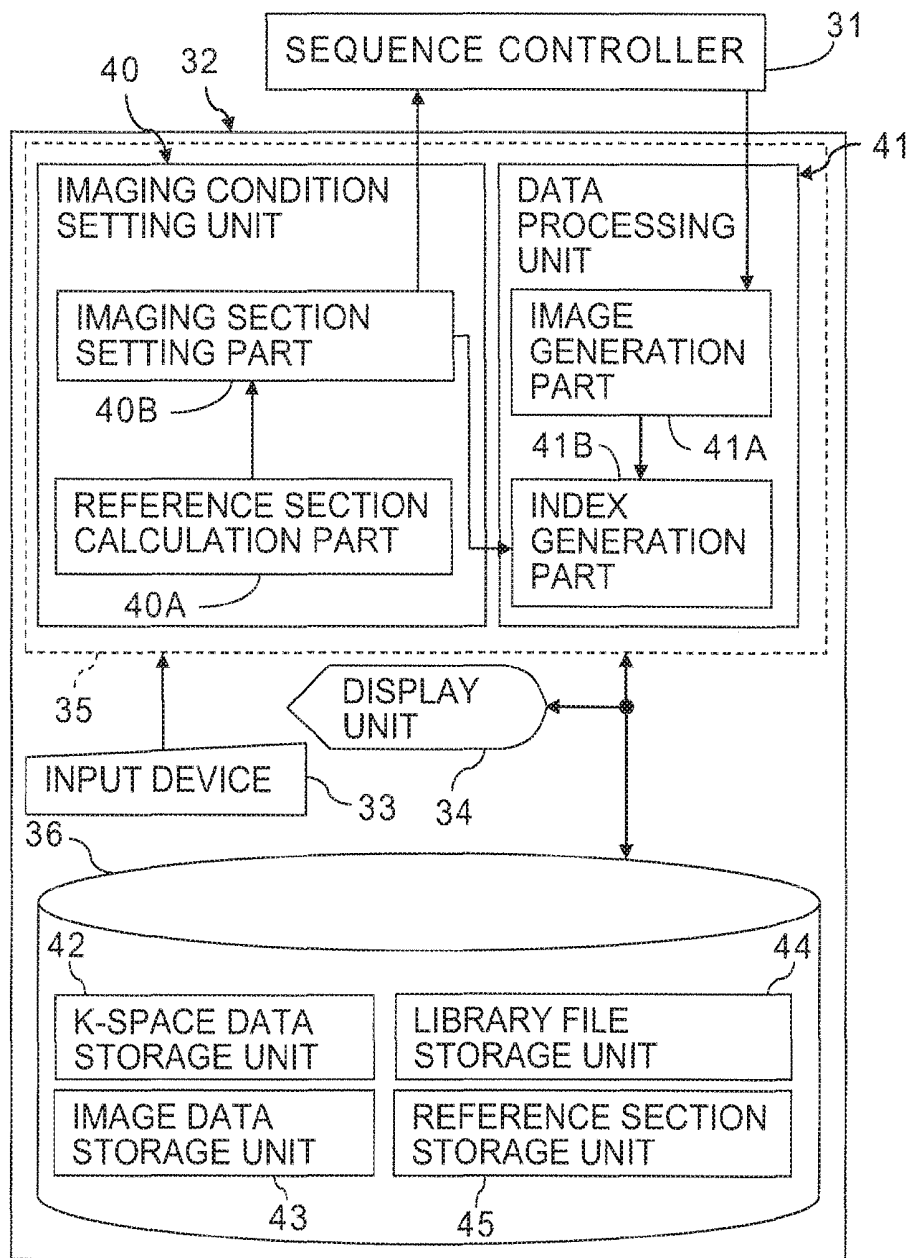 SEQUENCE CONTROLLER
31
40
32
41
IMAGING CONDITION
SETTING UNIT
DATA
PROCESSING
UNIT
IMAGING SECTION
SETTING PART
IMAGE
GENERATION
PART
40B
41B
41A
REFERENCE SECTION
CALCULATION PART
INDEX
GENERATION
PART
40A
35
DISPLAY
UNIT
INPUT DEVICE
33
34
36
42
44
K-SPACE DATA
STORAGE UNIT
LIBRARY FILE
STORAGE UNIT
IMAGE DATA
STORAGE UNIT
REFERENCE SECTION
STORAGE UNIT
43
45